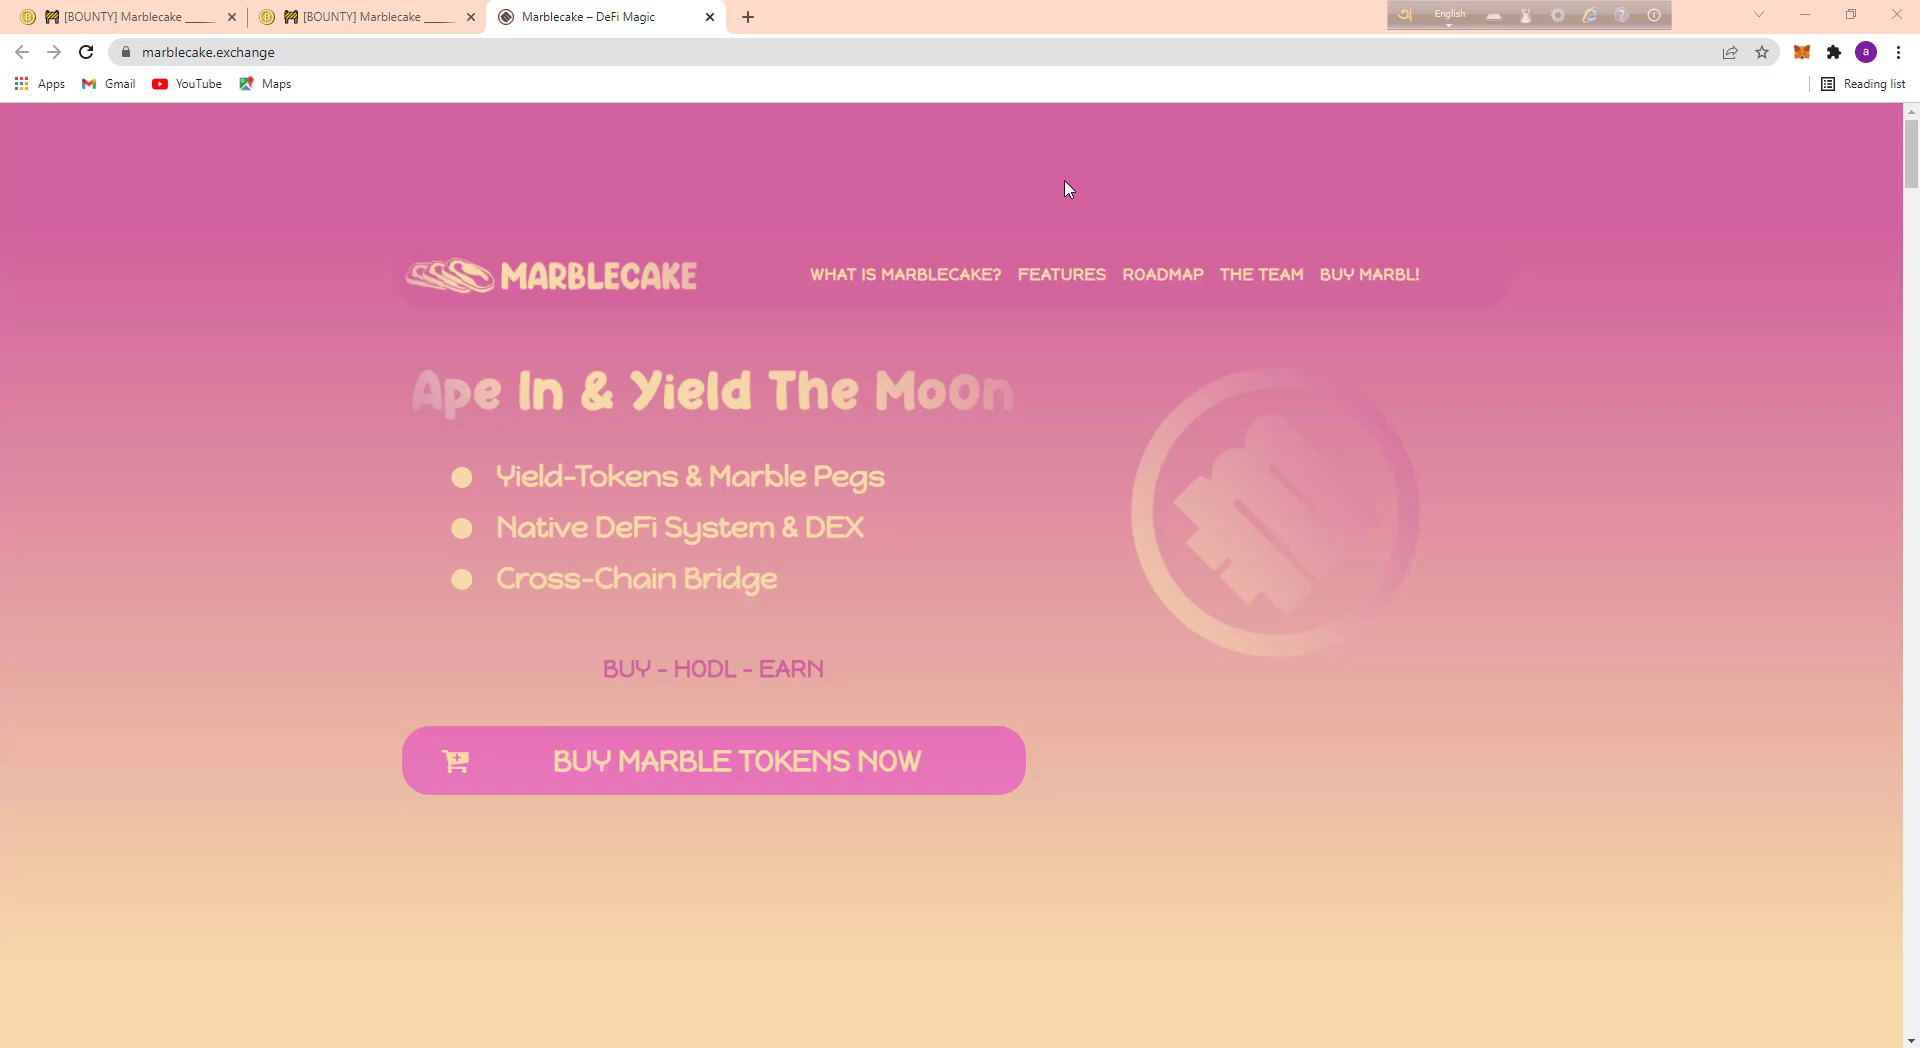 [BOUNTY] Marblecake
[BOUNTY] Marblecake
Marblecake – DeFi Magic
English
marblecake.exchange
a
Apps
Gmail
YouTube
Maps
Reading list
MARBLECAKE
WHAT IS MARBLECAKE?
FEATURES
ROADMAP
THE TEAM
BUY MARBL!
Ape In & Yield The Mo0n
Yield-Tokens & Marble Pegs
Native DeFi System & DEX
Cross-Chain Bridge
BUY - HODL - EARN
BUY MARBLE TOKENS NOW